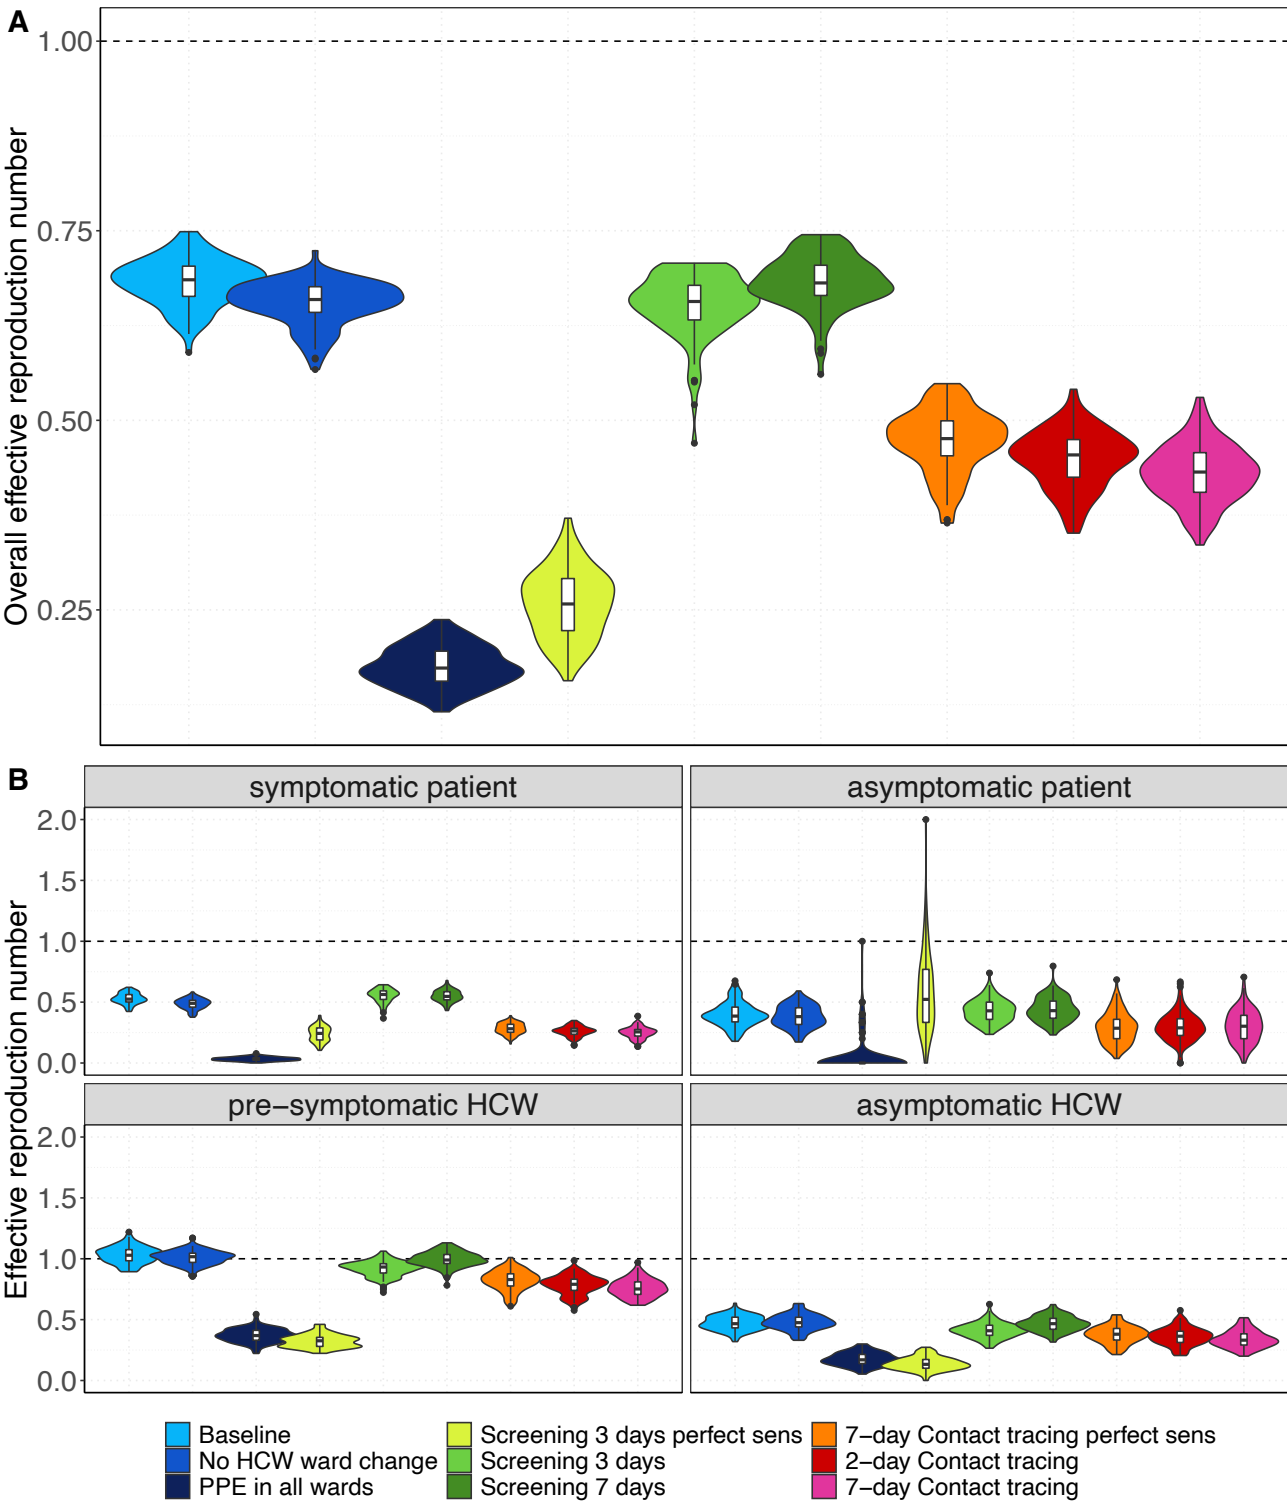 A
Overall effective reproduction number
1.00
0.75
0.50
0.25
B
Effective reproduction number
symptomatic patient
asymptomatic patient
2.0
1.5
1.0
0.5
0.0
pre−symptomatic HCW
asymptomatic HCW
2.0
1.5
1.0
0.5
0.0
Baseline
No HCW ward change
PPE in all wards
Screening 3 days perfect sens
Screening 3 days
Screening 7 days
7−day Contact tracing perfect sens
2−day Contact tracing
7−day Contact tracing